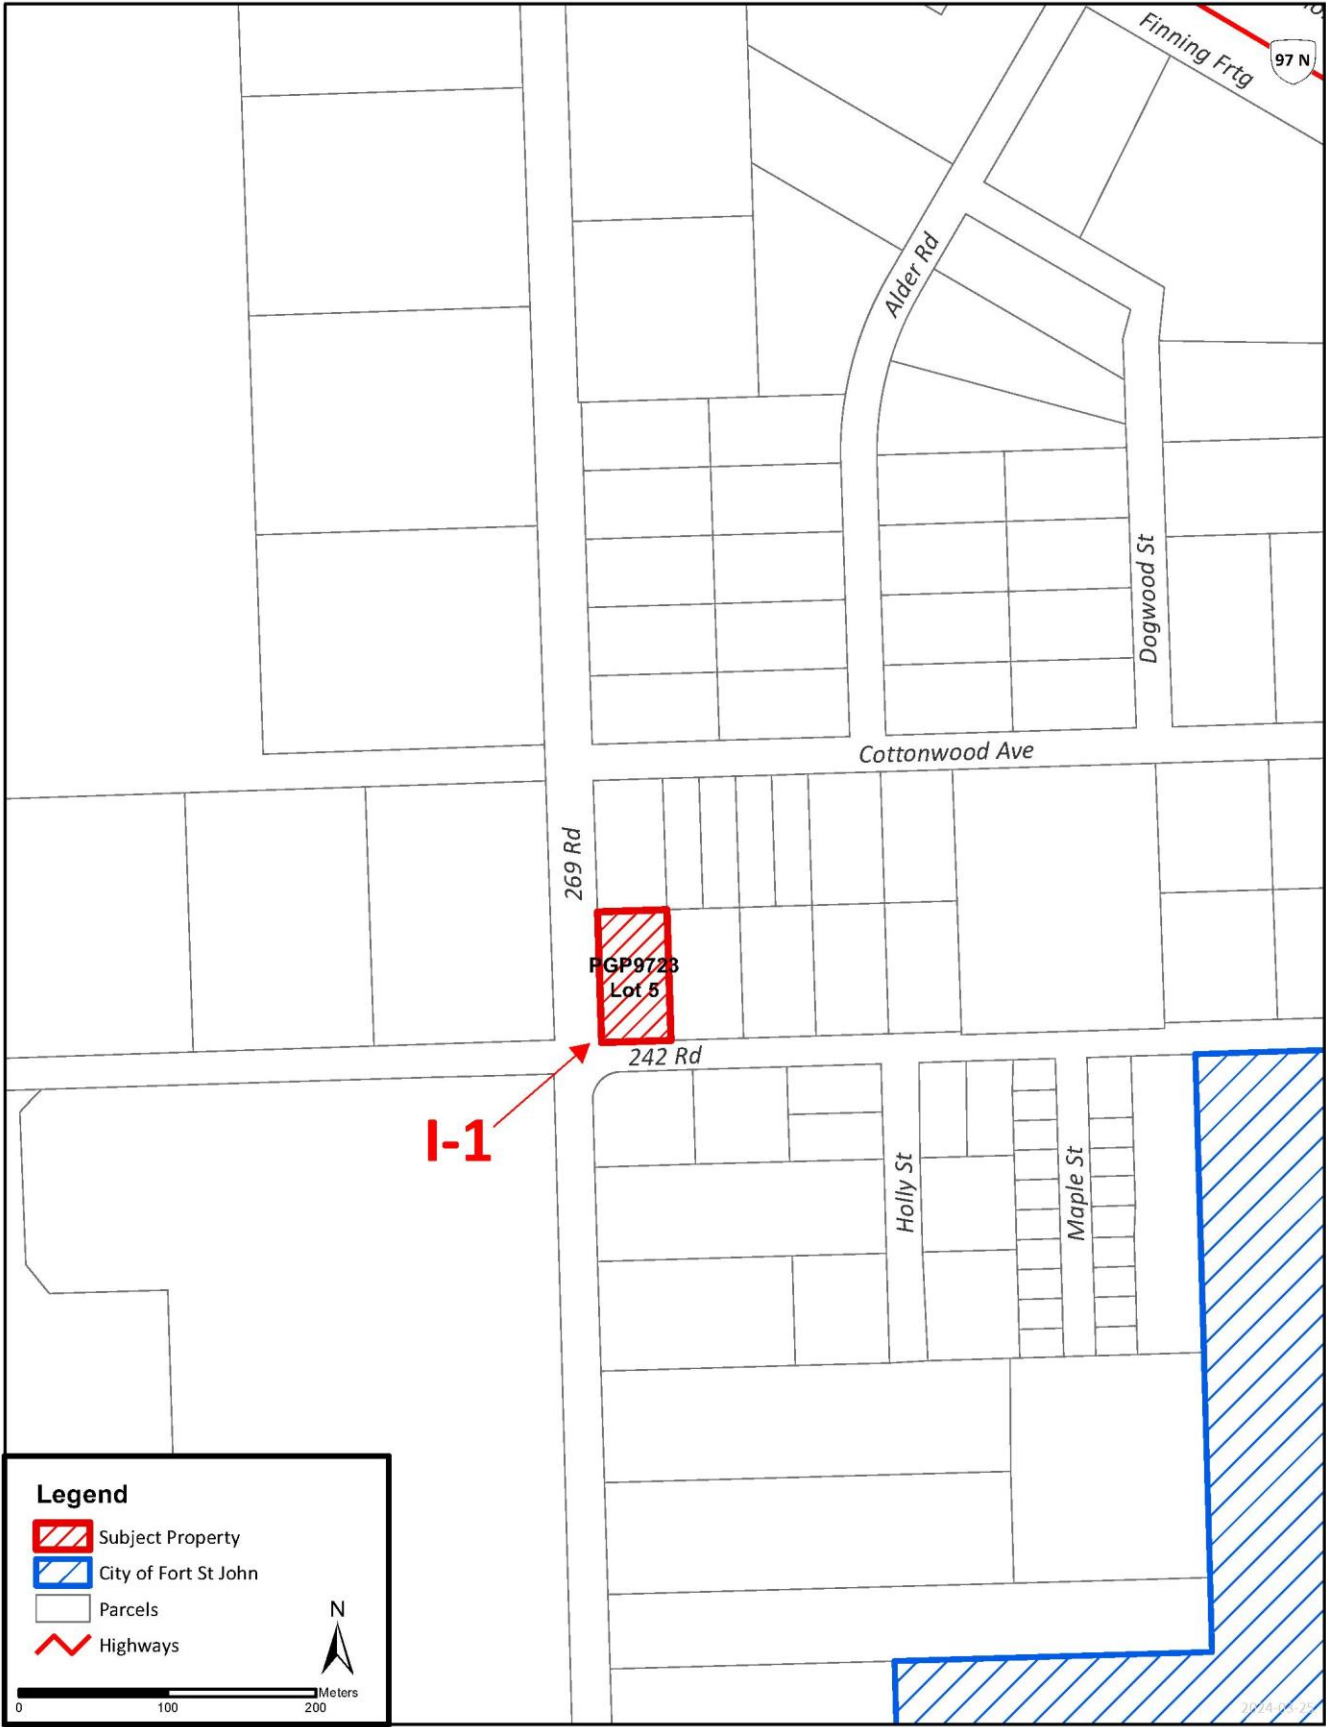 Finning Frtg
97 N
Alder Rd
Dogwood St
Cottonwood Ave
269 Rd
PGP9723
Lot 5
242 Rd
I-1
Holly St
Maple St
Legend
Subject Property
City of Fort St John
Parcels
Highways
N
Meters
0 100 200